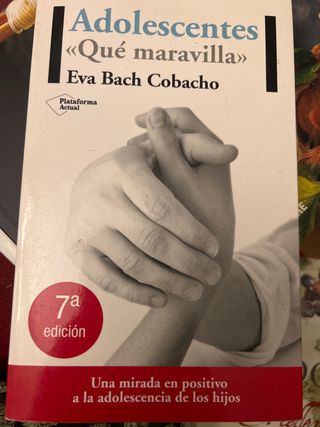 Adolescentes
«Qué maravilla»
Eva Bach Cobacho
Plataforma
Actual
7ª
edición
Una mirada en positivo
a la adolescencia de los hijos